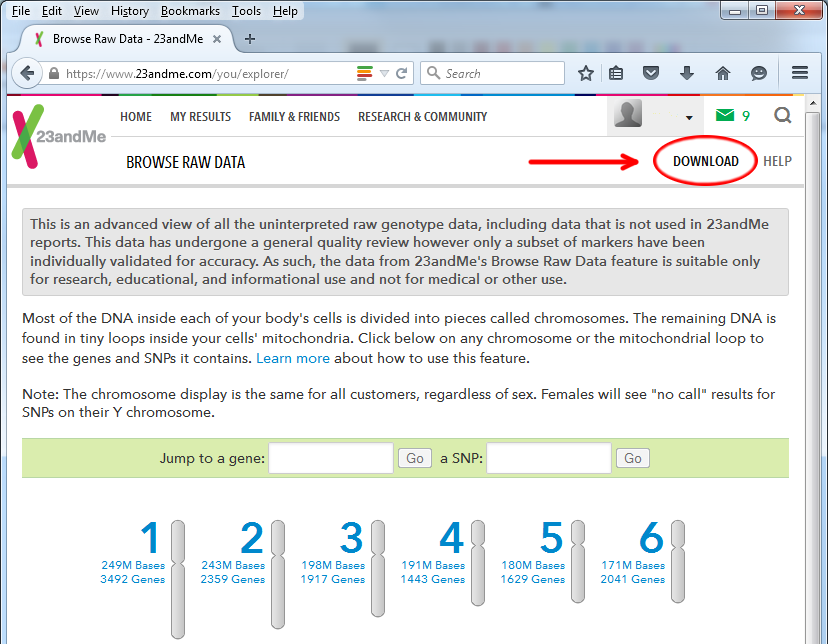 File Edit View History Bookmarks Tools Help
Browse Raw Data - 23andMe
https://www.23andme.com/you/explorer/
Search
23andMe
HOME MY RESULTS FAMILY & FRIENDS RESEARCH & COMMUNITY 9
BROWSE RAW DATA DOWNLOAD HELP
This is an advanced view of all the uninterpreted raw genotype data, including data that is not used in 23andMe
reports. This data has undergone a general quality review however only a subset of markers have been
individually validated for accuracy. As such, the data from 23andMe's Browse Raw Data feature is suitable only
for research, educational, and informational use and not for medical or other use.
Most of the DNA inside each of your body's cells is divided into pieces called chromosomes. The remaining DNA is
found in tiny loops inside your cells' mitochondria. Click below on any chromosome or the mitochondrial loop to
see the genes and SNPs it contains. Learn more about how to use this feature.
Note: The chromosome display is the same for all customers, regardless of sex. Females will see "no call" results for
SNPs on their Y chromosome.
Jump to a gene: Go a SNP: Go
1 2 3 4 5 6
249M Bases 243M Bases 198M Bases 191M Bases 180M Bases 171M Bases
3492 Genes 2359 Genes 1917 Genes 1443 Genes 1629 Genes 2041 Genes